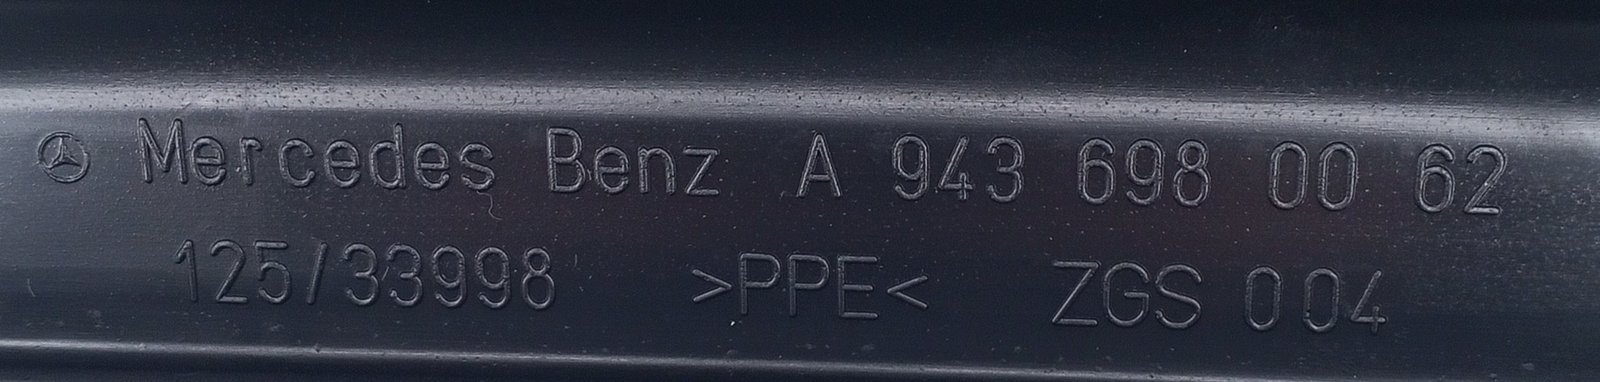 Mercedes Benz A 943 698 00 62
125/33998 >PPE< ZGS 004